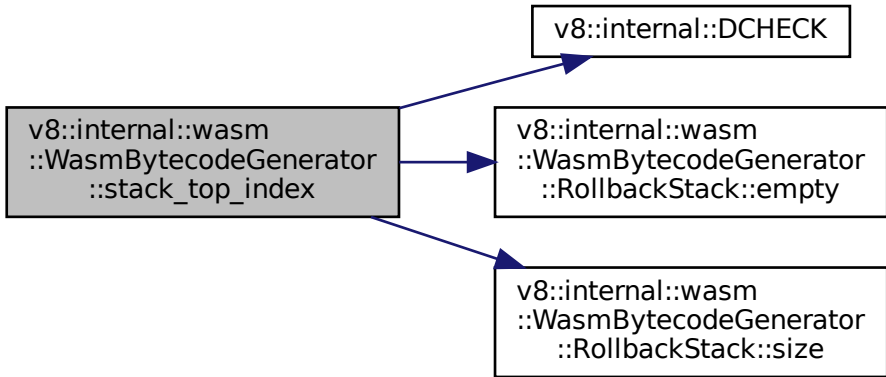 v8::internal::wasm
::WasmBytecodeGenerator
::stack_top_index
v8::internal::DCHECK
v8::internal::wasm
::WasmBytecodeGenerator
::RollbackStack::empty
v8::internal::wasm
::WasmBytecodeGenerator
::RollbackStack::size